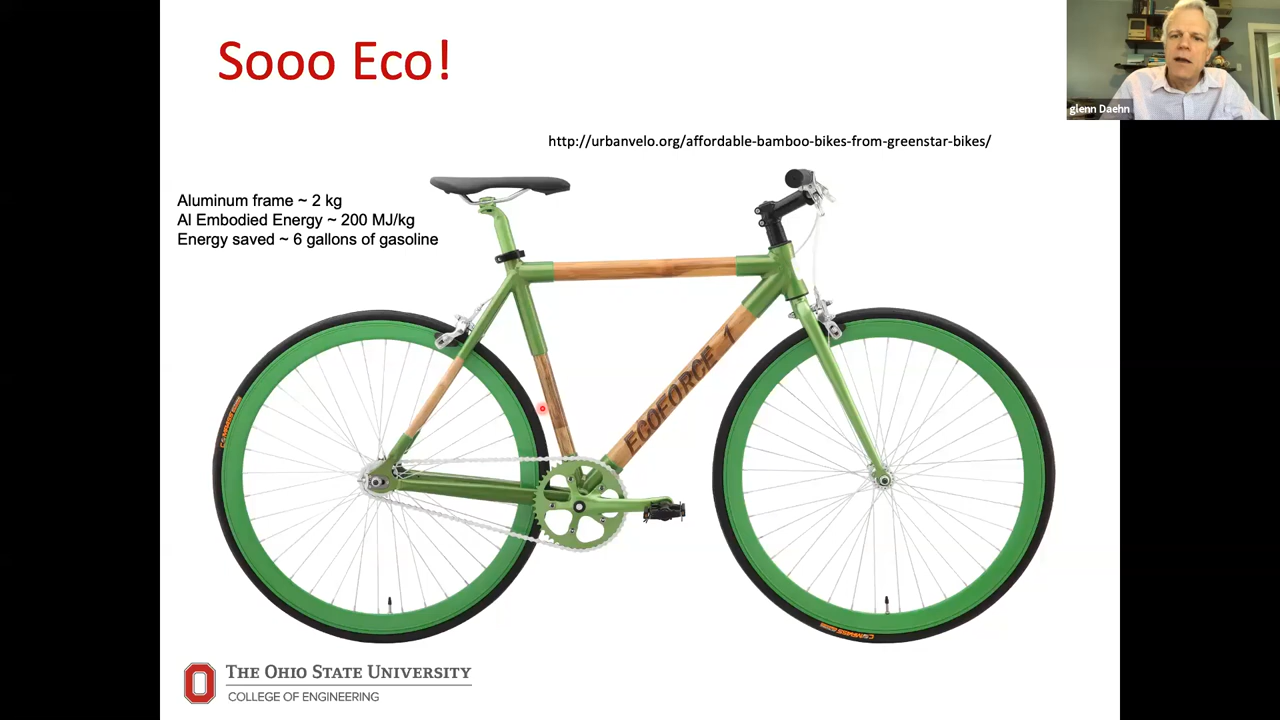 Sooo Eco!
glenn Daehn
http://urbanvelo.org/affordable-bamboo-bikes-from-greenstar-bikes/
Aluminum frame ~ 2 kg
Al Embodied Energy ~ 200 MJ/kg
Energy saved ~ 6 gallons of gasoline
ECOFORCE 1
THE OHIO STATE UNIVERSITY
COLLEGE OF ENGINEERING